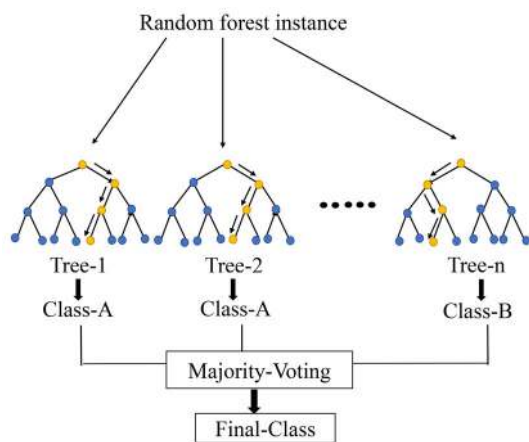 Random forest instance
Tree-1
Tree-2
Tree-n
Class-A
Class-A
Class-B
Majority-Voting
Final-Class